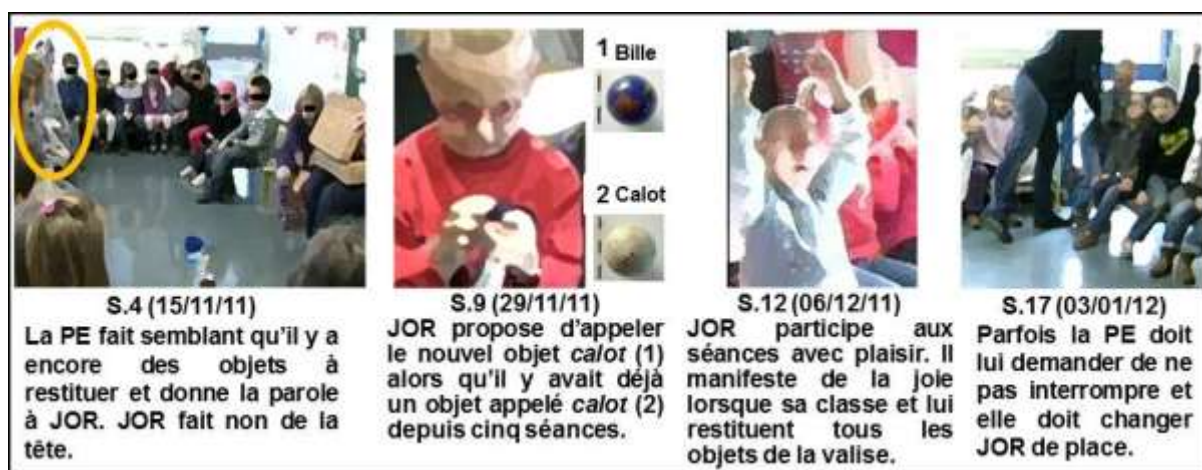 1 Bille
2 Calot
S.4 (15/11/11)
La PE fait semblant qu'il y a
encore des objets à
restituer et donne la parole
à JOR. JOR fait non de la
tête.
S.9 (29/11/11)
JOR propose d'appeler
le nouvel objet calot (1)
alors qu'il y avait déjà
un objet appelé calot (2)
depuis cinq séances.
S.12 (06/12/11)
JOR participe aux
séances avec plaisir. Il
manifeste de la joie
lorsque sa classe et lui
restituent tous les
objets de la valise.
S.17 (03/01/12)
Parfois la PE doit
lui demander de ne
pas interrompre et
elle doit changer
JOR de place.